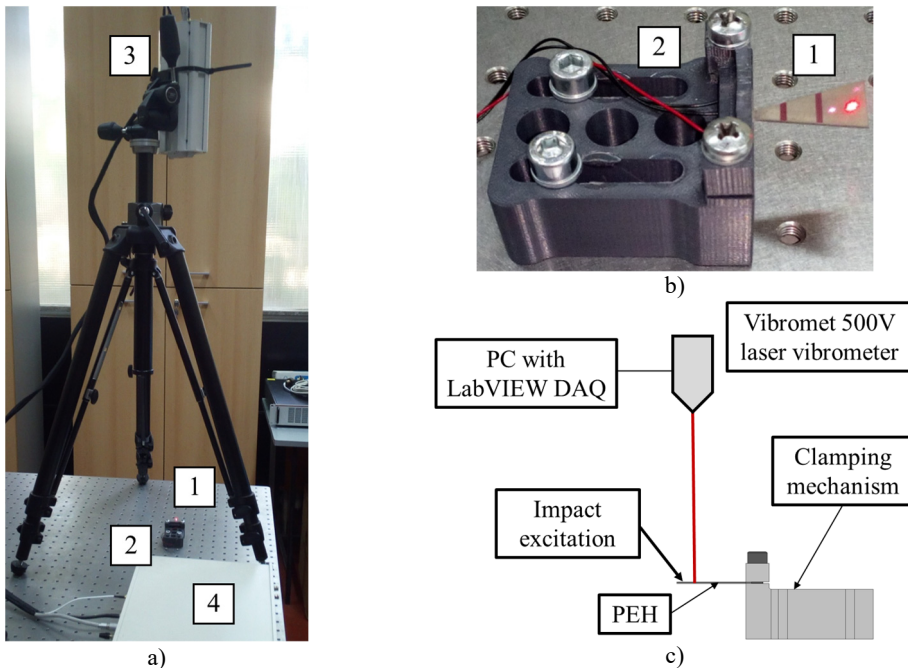 3
1
2
4
a)
2
1
b)
Vibromet 500V
laser vibrometer
PC with
LabVIEW DAQ
Clamping
mechanism
Impact
excitation
PEH
c)